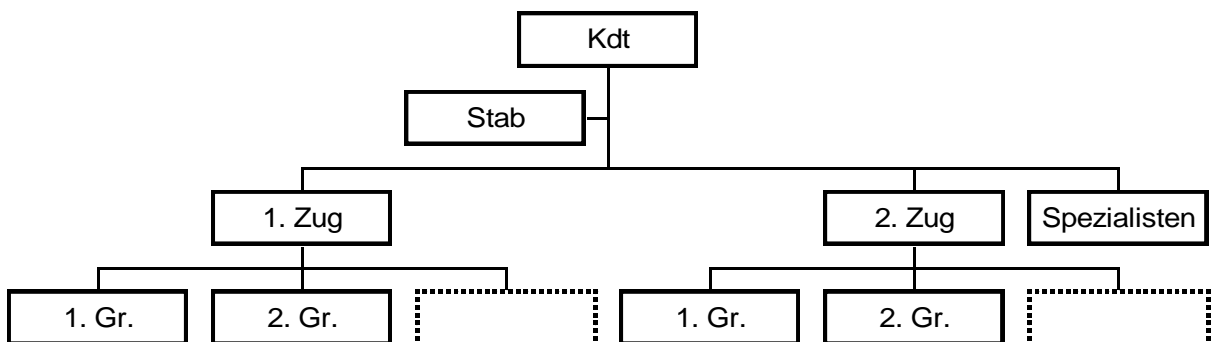 Kdt
Stab
1. Zug
2. Zug
Spezialisten
1. Gr.
2. Gr.
1. Gr.
2. Gr.